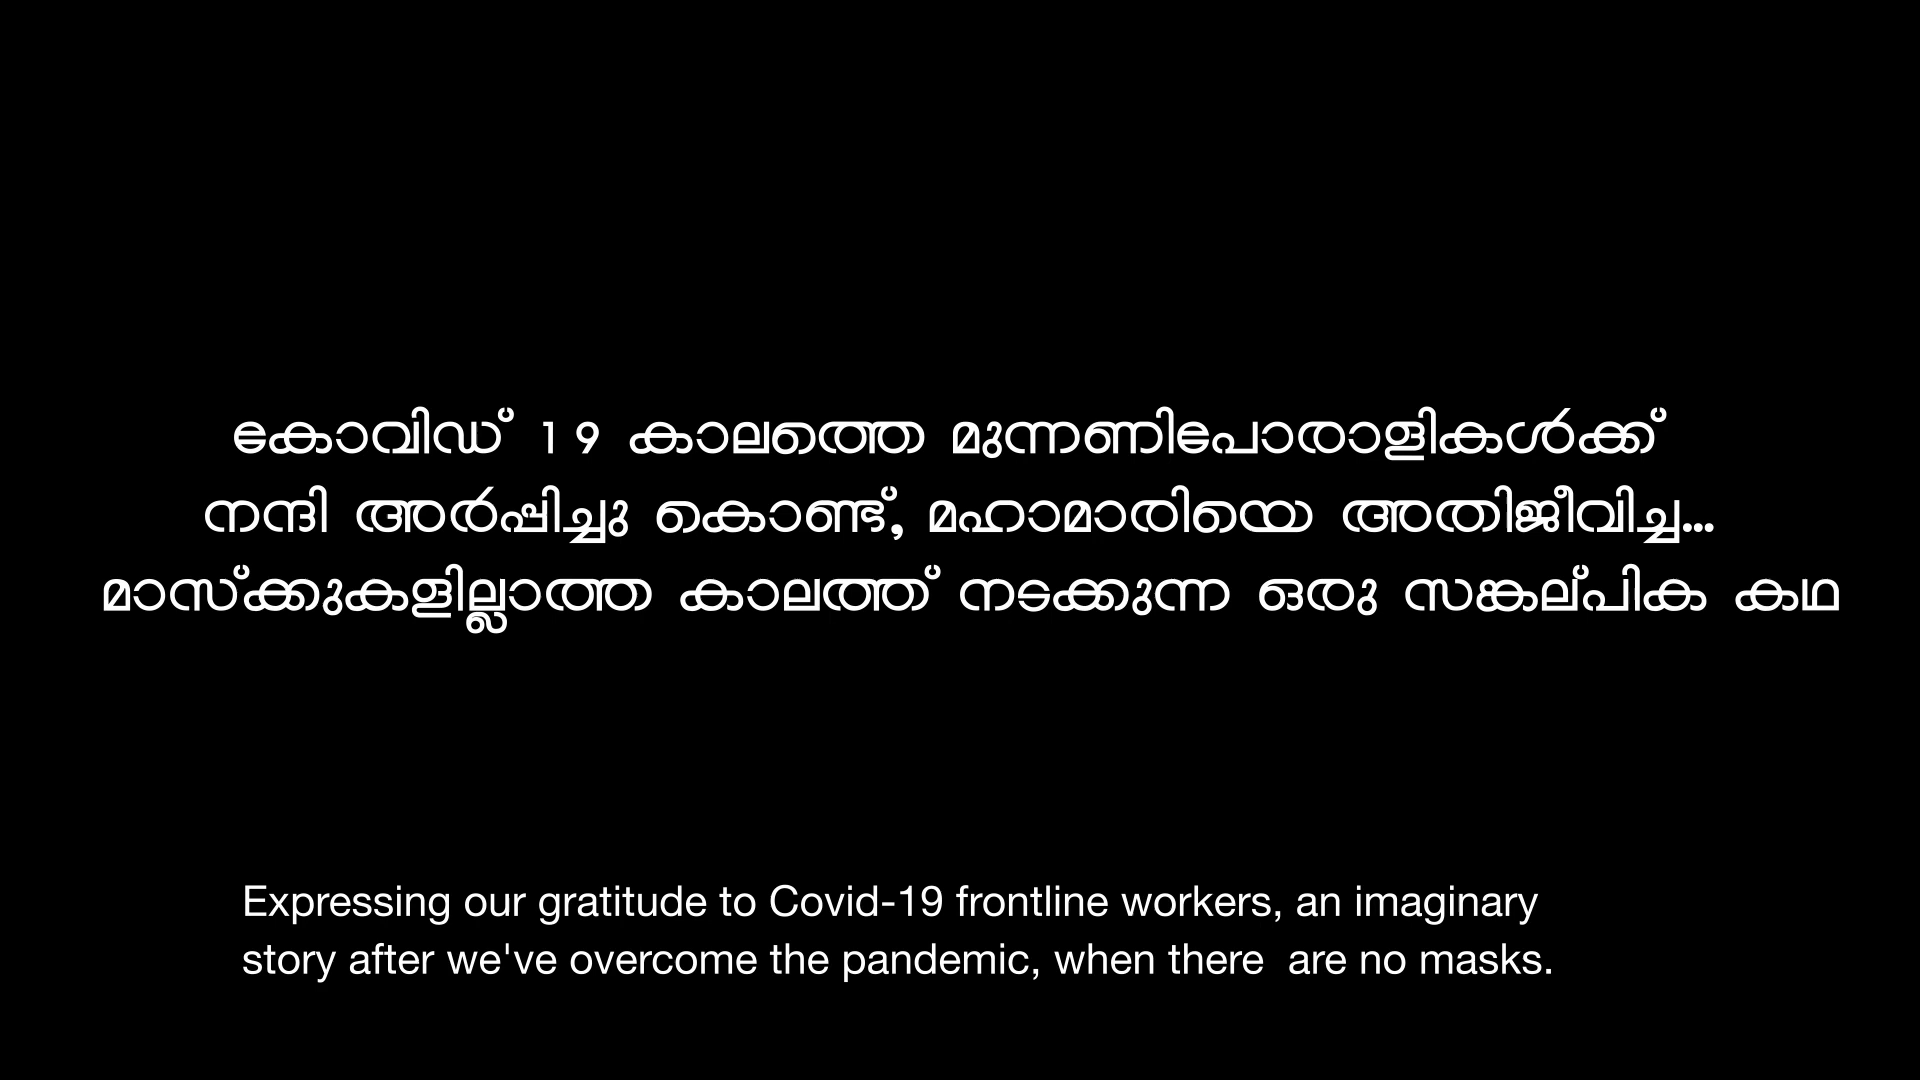 കോവിഡ് 19 കാലത്തെ മുന്നണിപോരാളികൾക്ക്
നന്ദി അർപ്പിച്ചു കൊണ്ട്, മഹാമാരിയെ അതിജീവിച്ച...
മാസ്ക്കുകളില്ലാത്ത കാലത്ത് നടക്കുന്ന ഒരു സങ്കല്പിക കഥ
Expressing our gratitude to Covid-19 frontline workers, an imaginary
story after we've overcome the pandemic, when there  are no masks.